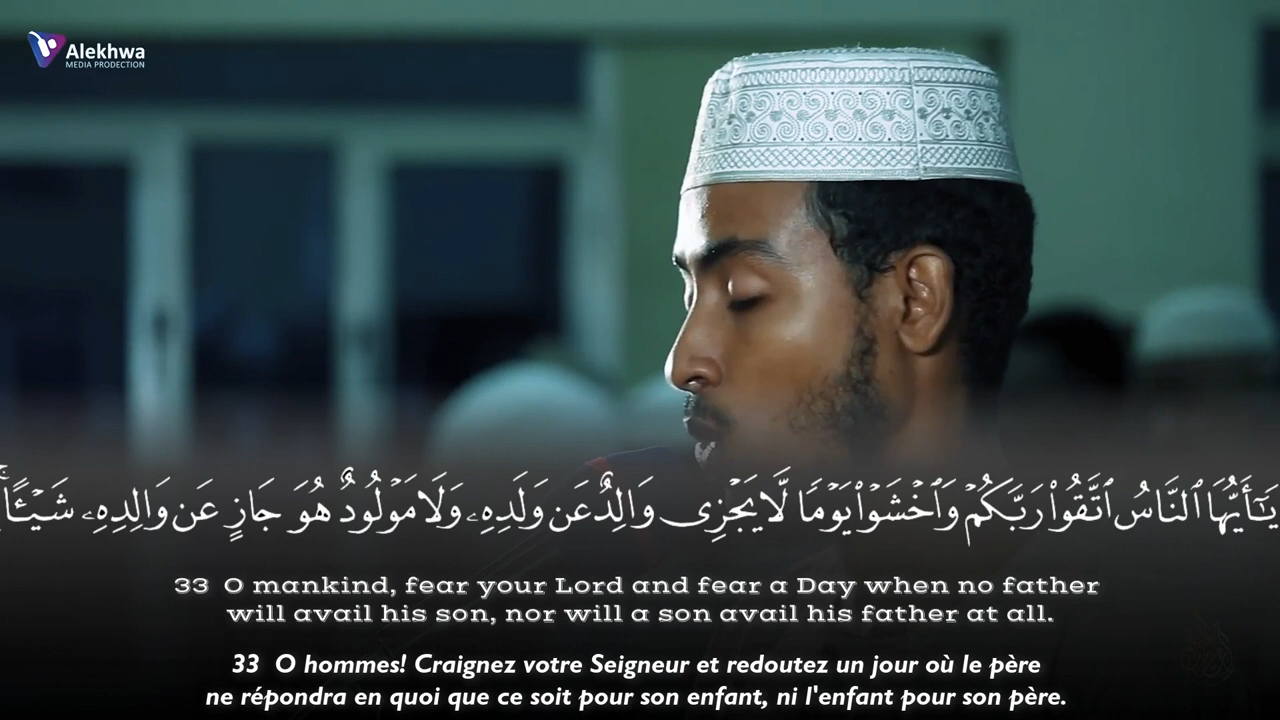 Alekhwa
MEDIA PRODECTION
يَٰٓأَيُّهَا ٱلنَّاسُ ٱتَّقُوا۟ رَبَّكُمْ وَٱخْشَوْا۟ يَوْمًا لَّا يَجْزِى وَالِدٌ عَن وَلَدِهِۦ وَلَا مَوْلُودٌ هُوَ جَازٍ عَن وَالِدِهِۦ شَيْـًٔا
33 O mankind, fear your Lord and fear a Day when no father
will avail his son, nor will a son avail his father at all.
33 O hommes! Craignez votre Seigneur et redoutez un jour où le père
ne répondra en quoi que ce soit pour son enfant, ni l'enfant pour son père.